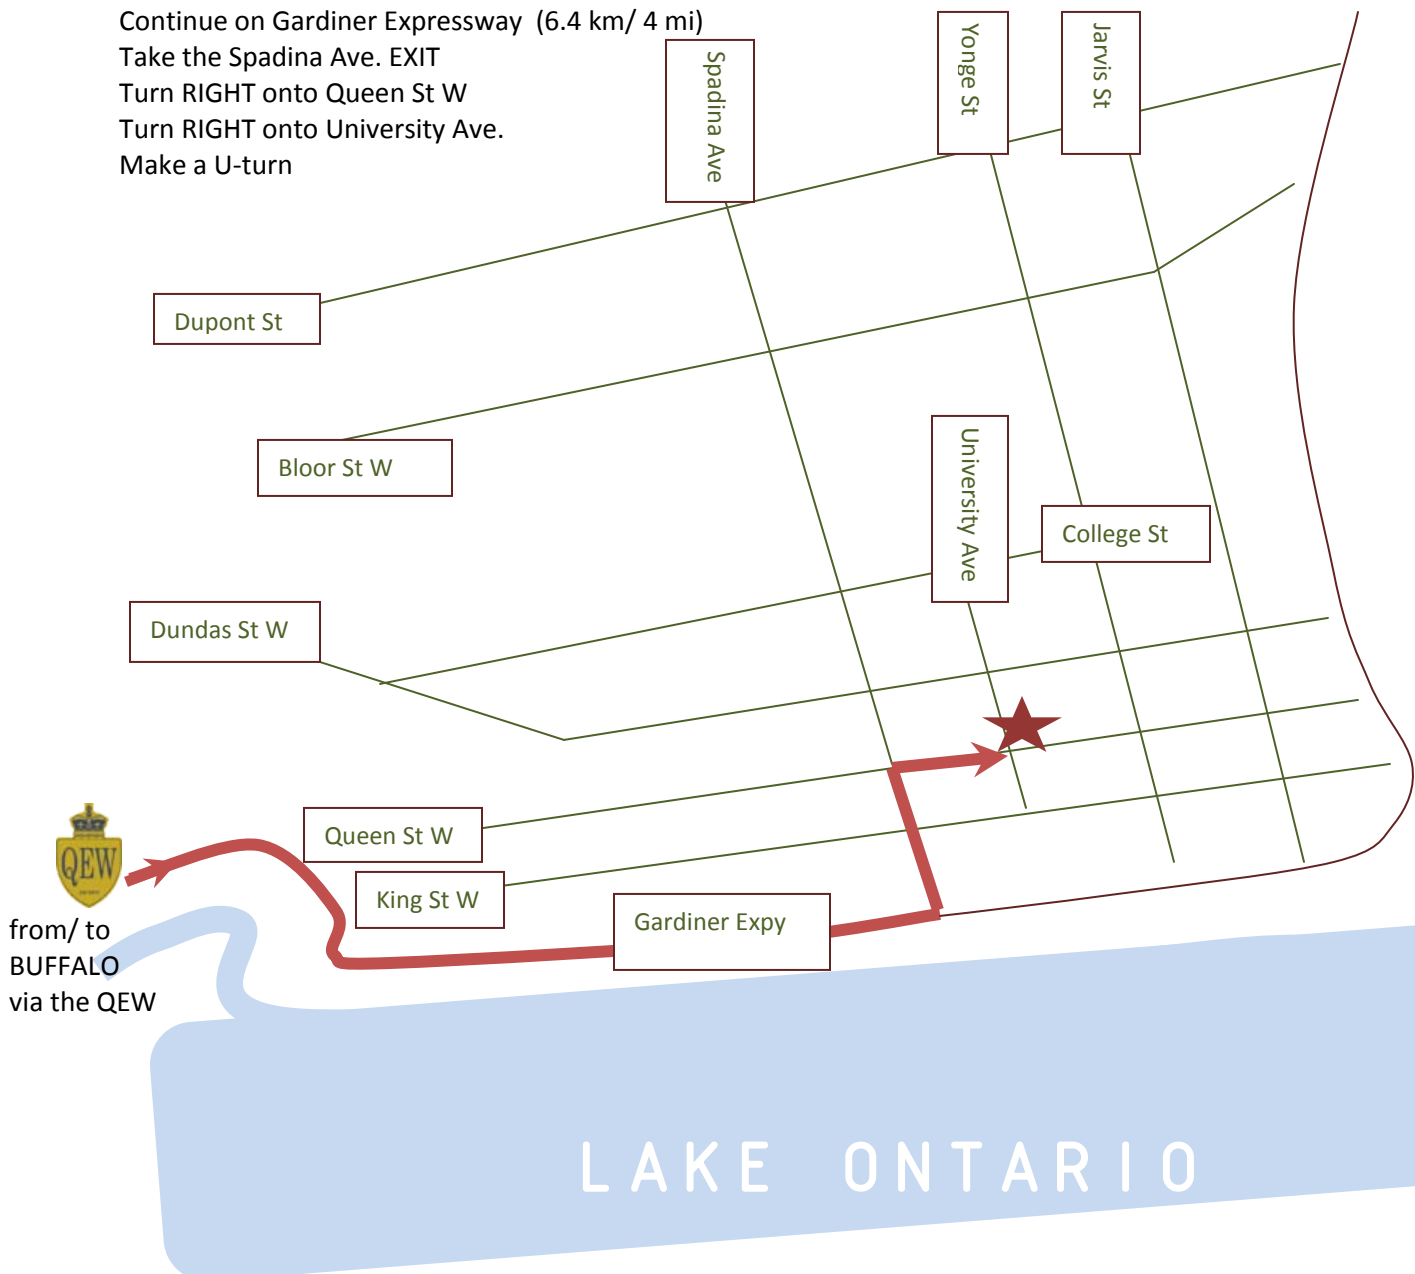 Continue on Gardiner Expressway  (6.4 km/ 4 mi)
Take the Spadina Ave. EXIT
Turn RIGHT onto Queen St W
Turn RIGHT onto University Ave.
Make a U-turn
Spadina Ave
Yonge St
Jarvis St
Dupont St
Bloor St W
University Ave
College St
Dundas St W
Queen St W
King St W
Gardiner Expy
QEW
from/ to
BUFFALO
via the QEW
LAKE ONTARIO